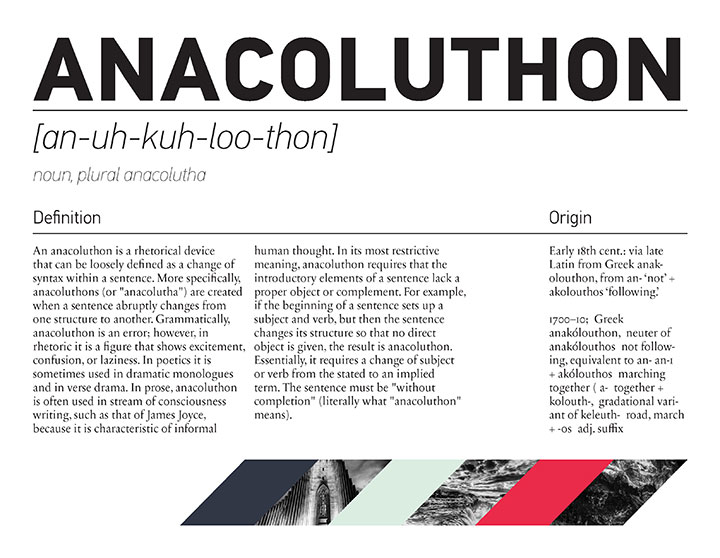 ANACOLUTHON
[an-uh-kuh-loo-thon]
noun, plural anacolutha
Definition
An anacoluthon is a rhetorical device
that can be loosely defined as a change of
syntax within a sentence. More specifically,
anacoluthons (or "anacolutha") are created
when a sentence abruply changes from
one structure to another. Grammatically,
anacoluthon is an error; however, in
rhetoric it is a figure that shows excitement,
confusion, or laziness. In poetics it is
sometimes used in dramatic monologues
and in verse drama. In prose, anacoluthon
is often used in stream of consciousness
writing, such as that of James Joyce,
because it is characteristic of informal
human thought. In its most restrictive
meaning, anacoluthon requires that the
introductory elements of a sentence lack a
proper object or complement. For example,
if the beginning of a sentence sets up a
subject and verb, but then the sentence
changes its structure so that no direct
object is given, the result is anacoluthon.
Essentially, it requires a change of subject
or verb from the stated to an implied
term. The sentence must be "without
completion" (literally what "anacoluthon"
means).
Origin
Early 18th cent.: via late
Latin from Greek anak-
olouthon, from an- ‘not’ +
akolouthos ‘following.’
1700–10; Greek
anakólouthon, neuter of
anakólouthos not follow-
ing, equivalent to an- an-1
+ akólouthos marching
together ( a- together +
kolouth-, gradational vari-
ant of keleuth- road, march
+ -os adj. suffix